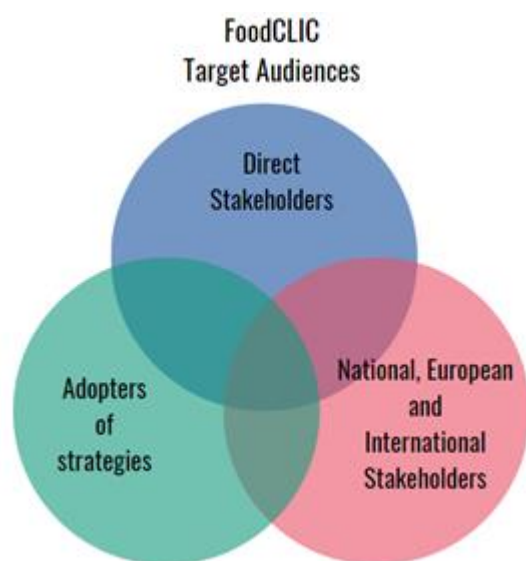 FoodCLIC
Target Audiences
Direct
Stakeholders
Adopters
of
strategies
National, European
and
International
Stakeholders